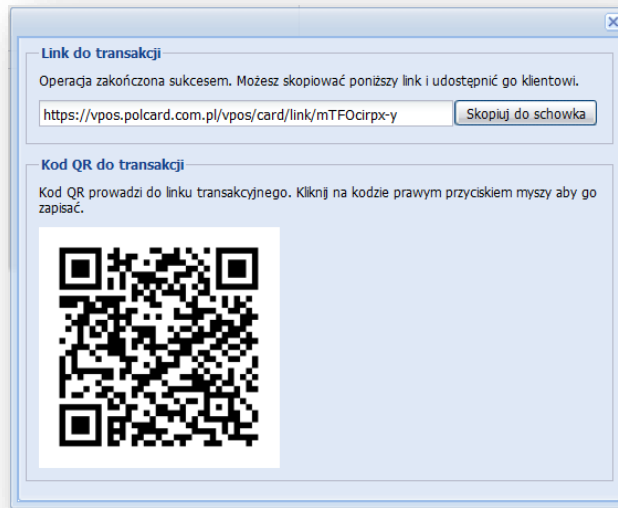 Link do transakcji
Operacja zakończona sukcesem. Możesz skopiować poniższy link i udostępnić go klientowi.
https://vpos.polcard.com.pl/vpos/card/link/mTFOcirpx-y Skopiuj do schowka
Kod QR do transakcji
Kod QR prowadzi do linku transakcyjnego. Kliknij na kodzie prawym przyciskiem myszy aby go
zapisać.